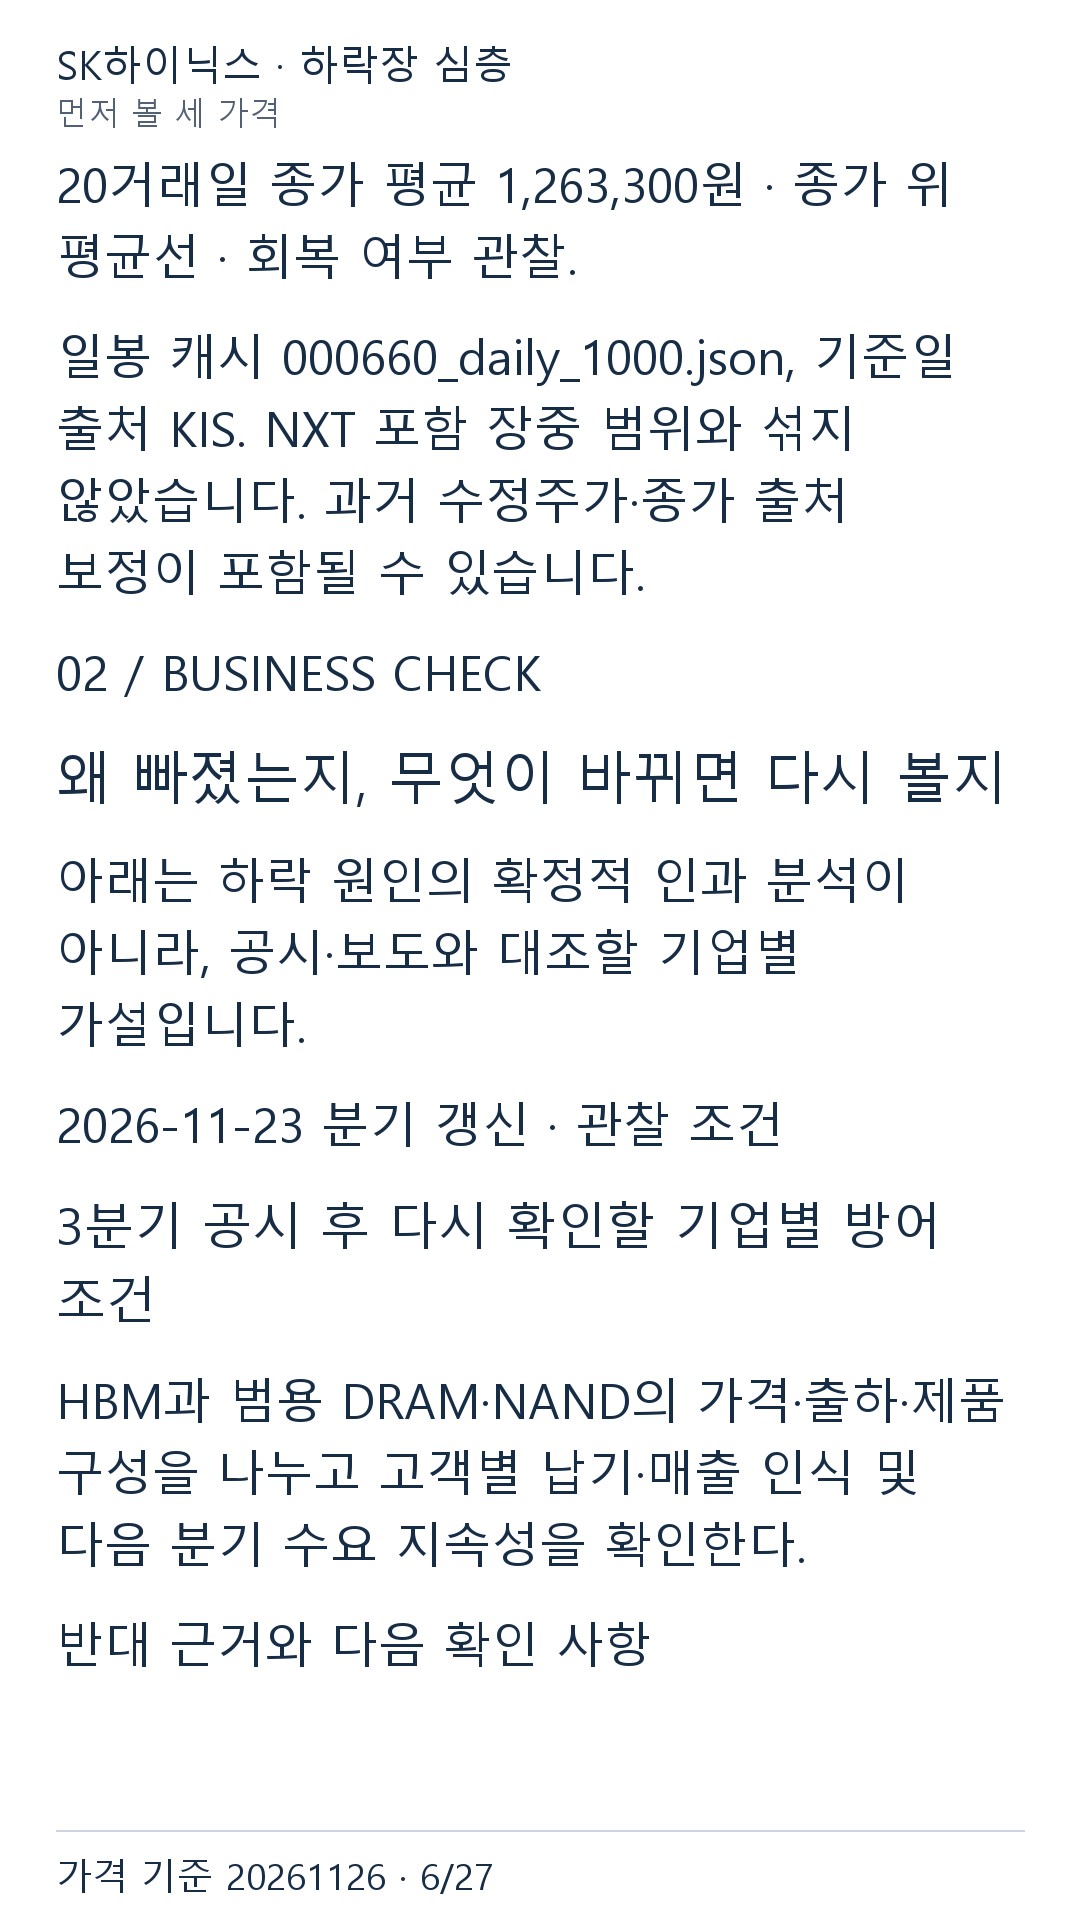 SK하이닉스 · 하락장 심층
먼저 볼 세 가격
20거래일 종가 평균 1,263,300원 · 종가 위
평균선 · 회복 여부 관찰.
일봉 캐시 000660_daily_1000.json, 기준일
출처 KIS. NXT 포함 장중 범위와 섞지
않았습니다. 과거 수정주가·종가 출처
보정이 포함될 수 있습니다.
02 / BUSINESS CHECK
왜 빠졌는지, 무엇이 바뀌면 다시 볼지
아래는 하락 원인의 확정적 인과 분석이
아니라, 공시·보도와 대조할 기업별
가설입니다.
2026-11-23 분기 갱신 · 관찰 조건
3분기 공시 후 다시 확인할 기업별 방어
조건
HBM과 범용 DRAM·NAND의 가격·출하·제품
구성을 나누고 고객별 납기·매출 인식 및
다음 분기 수요 지속성을 확인한다.
반대 근거와 다음 확인 사항
가격 기준 20261126 · 6/27